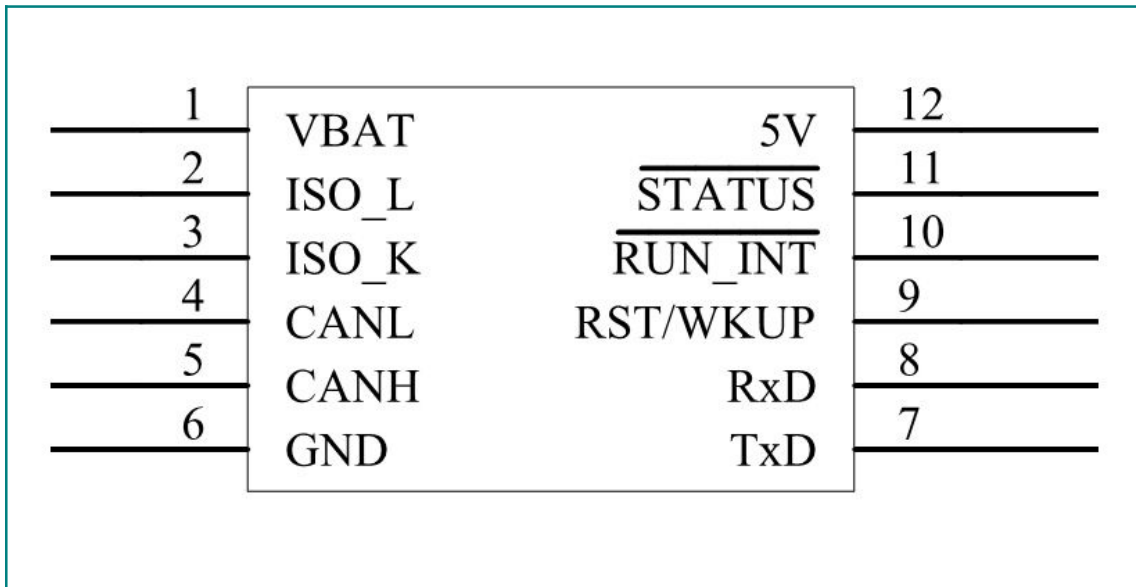 1 VBAT 5V 12
2 ISO_L STATUS 11
3 ISO_K RUN_INT 10
4 CANL RST/WKUP 9
5 CANH RxD 8
6 GND TxD 7